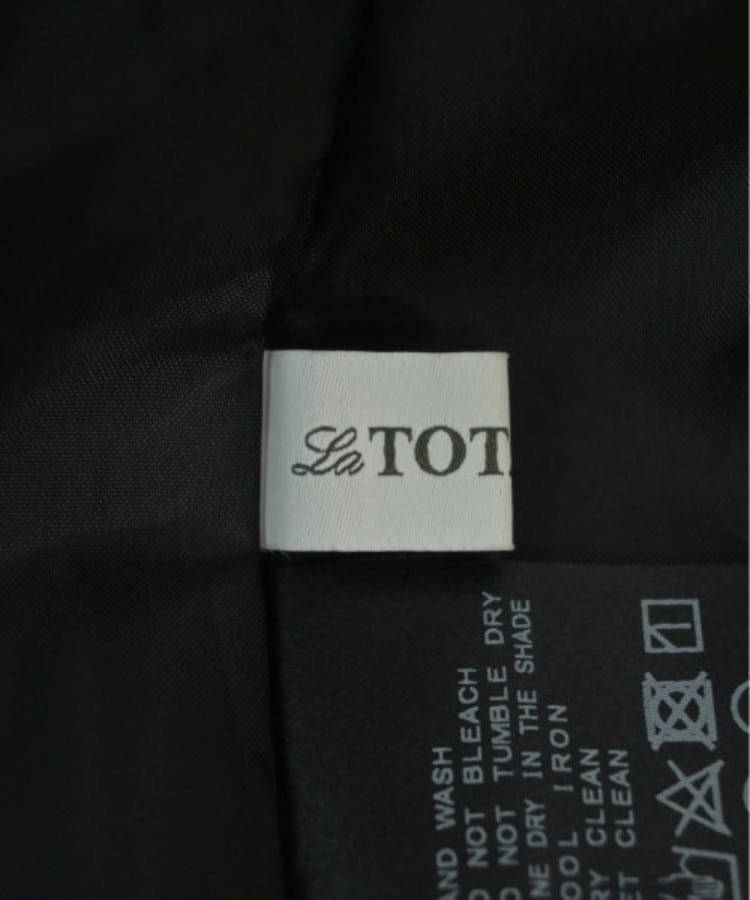 La TOT
AND WASH
O NOT BLEACH
O NOT TUMBLE DRY
NE DRY IN THE SHADE
OOL IRON
RY CLEAN
ET CLEAN